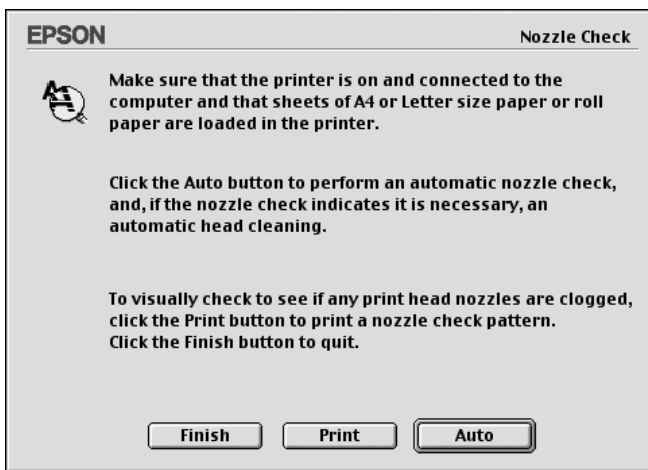 EPSON
Nozzle Check
Make sure that the printer is on and connected to the
computer and that sheets of A4 or Letter size paper or roll
paper are loaded in the printer.
Click the Auto button to perform an automatic nozzle check,
and, if the nozzle check indicates it is necessary, an
automatic head cleaning.
To visually check to see if any print head nozzles are clogged,
click the Print button to print a nozzle check pattern.
Click the Finish button to quit.
Finish Print Auto